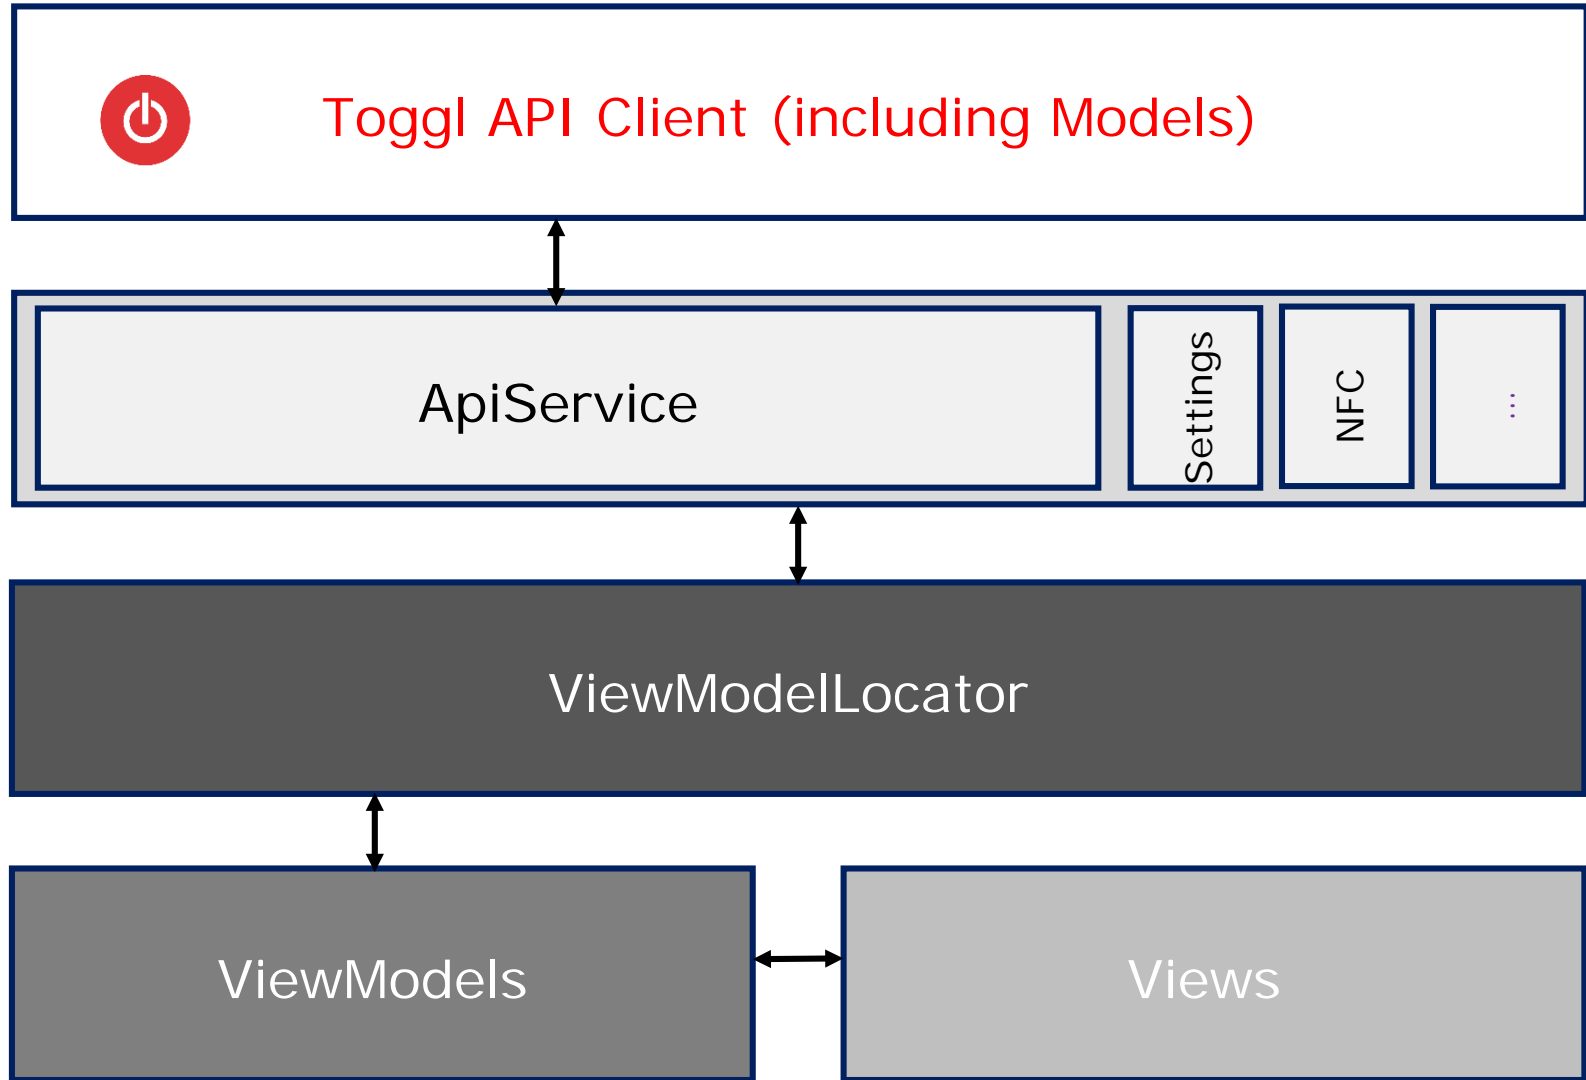 Toggl API Client (including Models)
ApiService
Settings
NFC
...
ViewModelLocator
ViewModels
Views